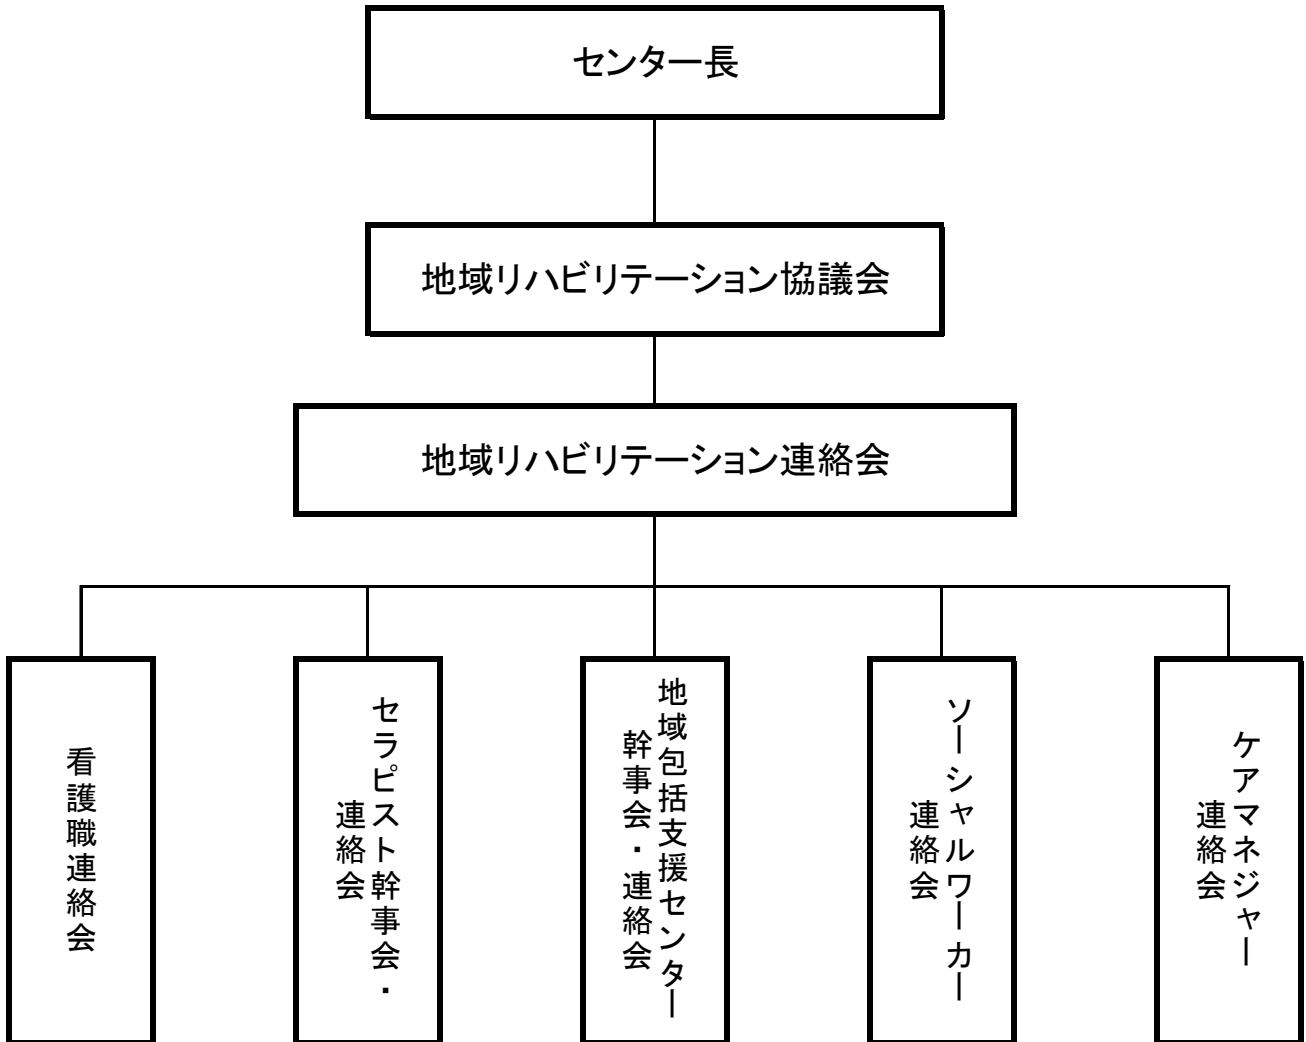 センター長
地域リハビリテーション協議会
地域リハビリテーション連絡会
看護職連絡会
セラピスト幹事会・
連絡会
地域包括支援センター
幹事会・連絡会
ソーシャルワーカー
連絡会
ケアマネジャー
連絡会